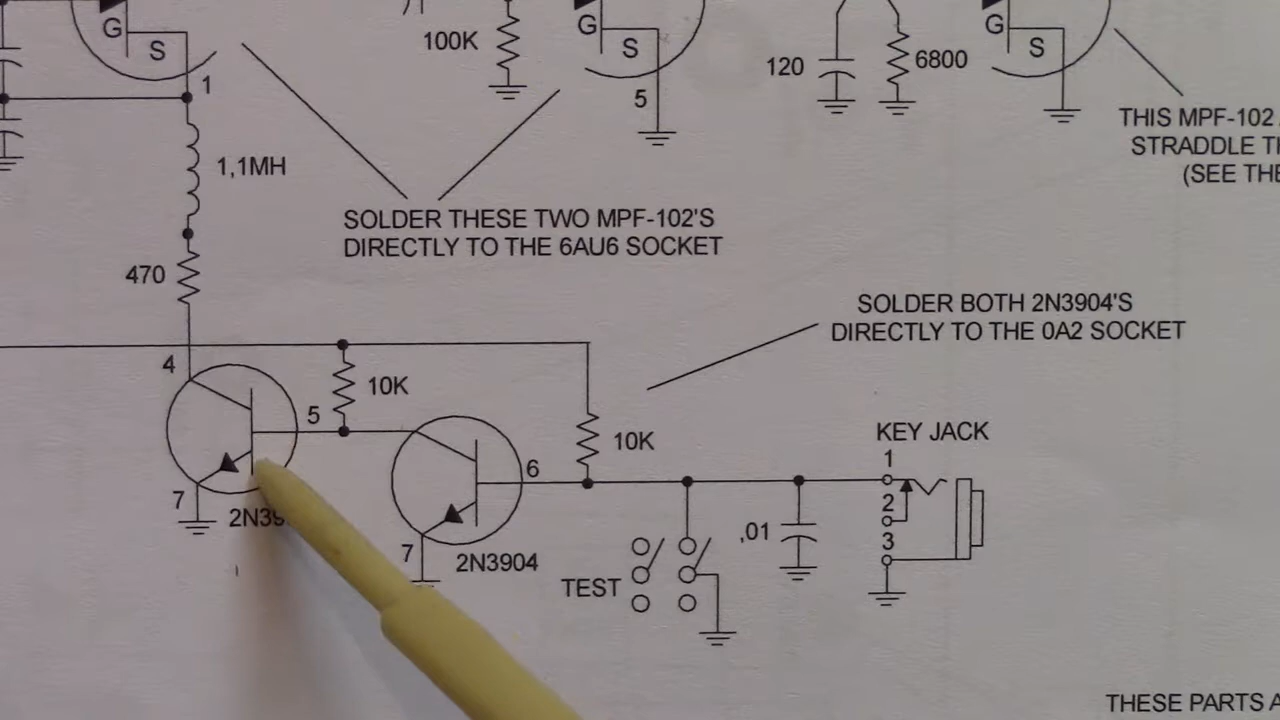 G
S
1
100K
G
S
5
120
6800
G
S
THIS MPF-102
STRADDLE
(SEE THE
1,1MH
SOLDER THESE TWO MPF-102'S
DIRECTLY TO THE 6AU6 SOCKET
470
SOLDER BOTH 2N3904'S
DIRECTLY TO THE 0A2 SOCKET
4
10K
5
10K
6
KEY JACK
1
2
3
7
2N39
7
2N3904
TEST
,01
THESE PARTS